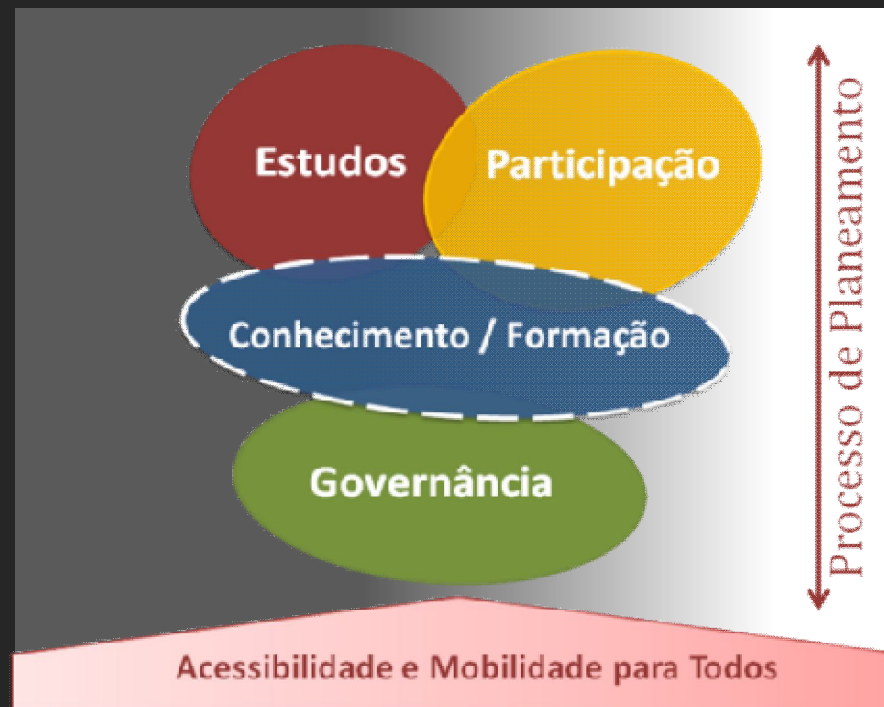 Estudos
Participação
Conhecimento / Formação
Governância
Acessibilidade e Mobilidade para Todos
Processo de Planeamento